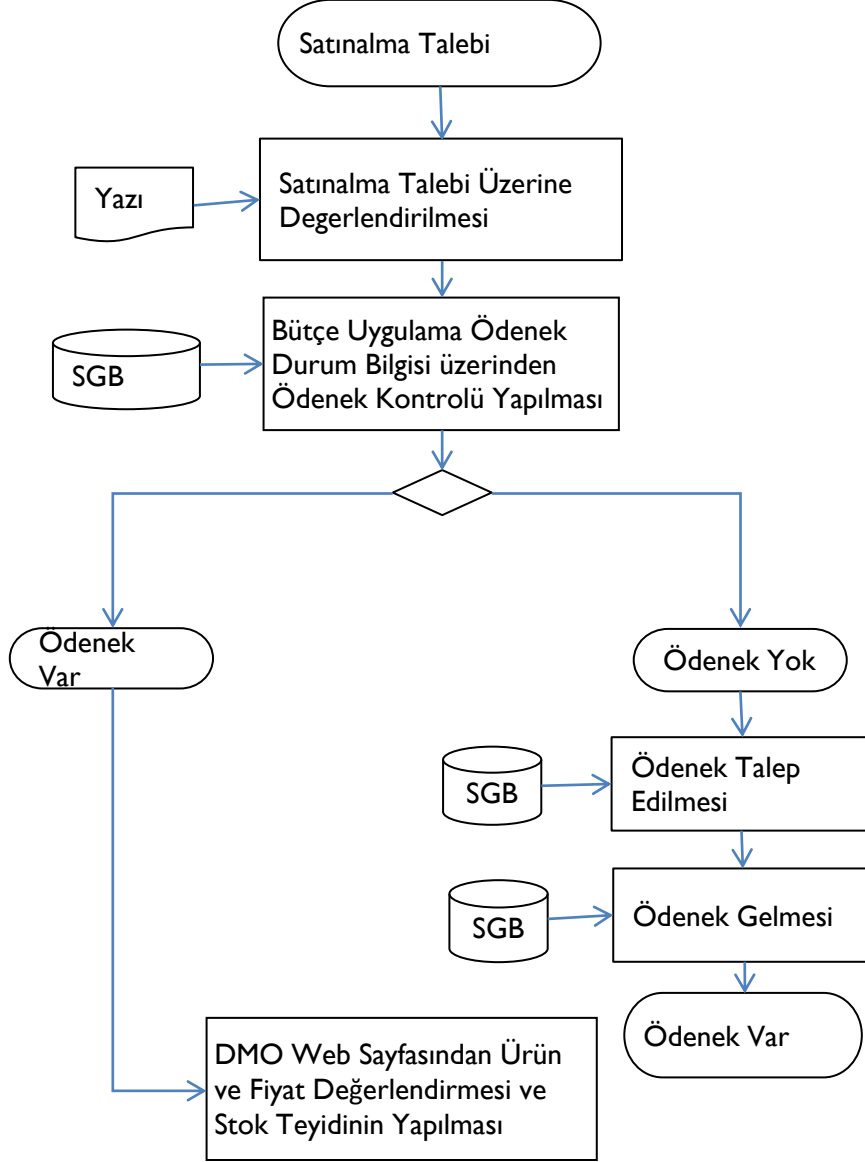 Satınalma Talebi
Yazı
Satınalma Talebi Üzerine
Degerlendirilmesi
SGB
Bütçe Uygulama Ödenek
Durum Bilgisi üzerinden
Ödenek Kontrolü Yapılması
Ödenek
Var
Ödenek Yok
SGB
Ödenek Talep
Edilmesi
SGB
Ödenek Gelmesi
Ödenek Var
DMO Web Sayfasından Ürün
ve Fiyat Değerlendirmesi ve
Stok Teyidinin Yapılması